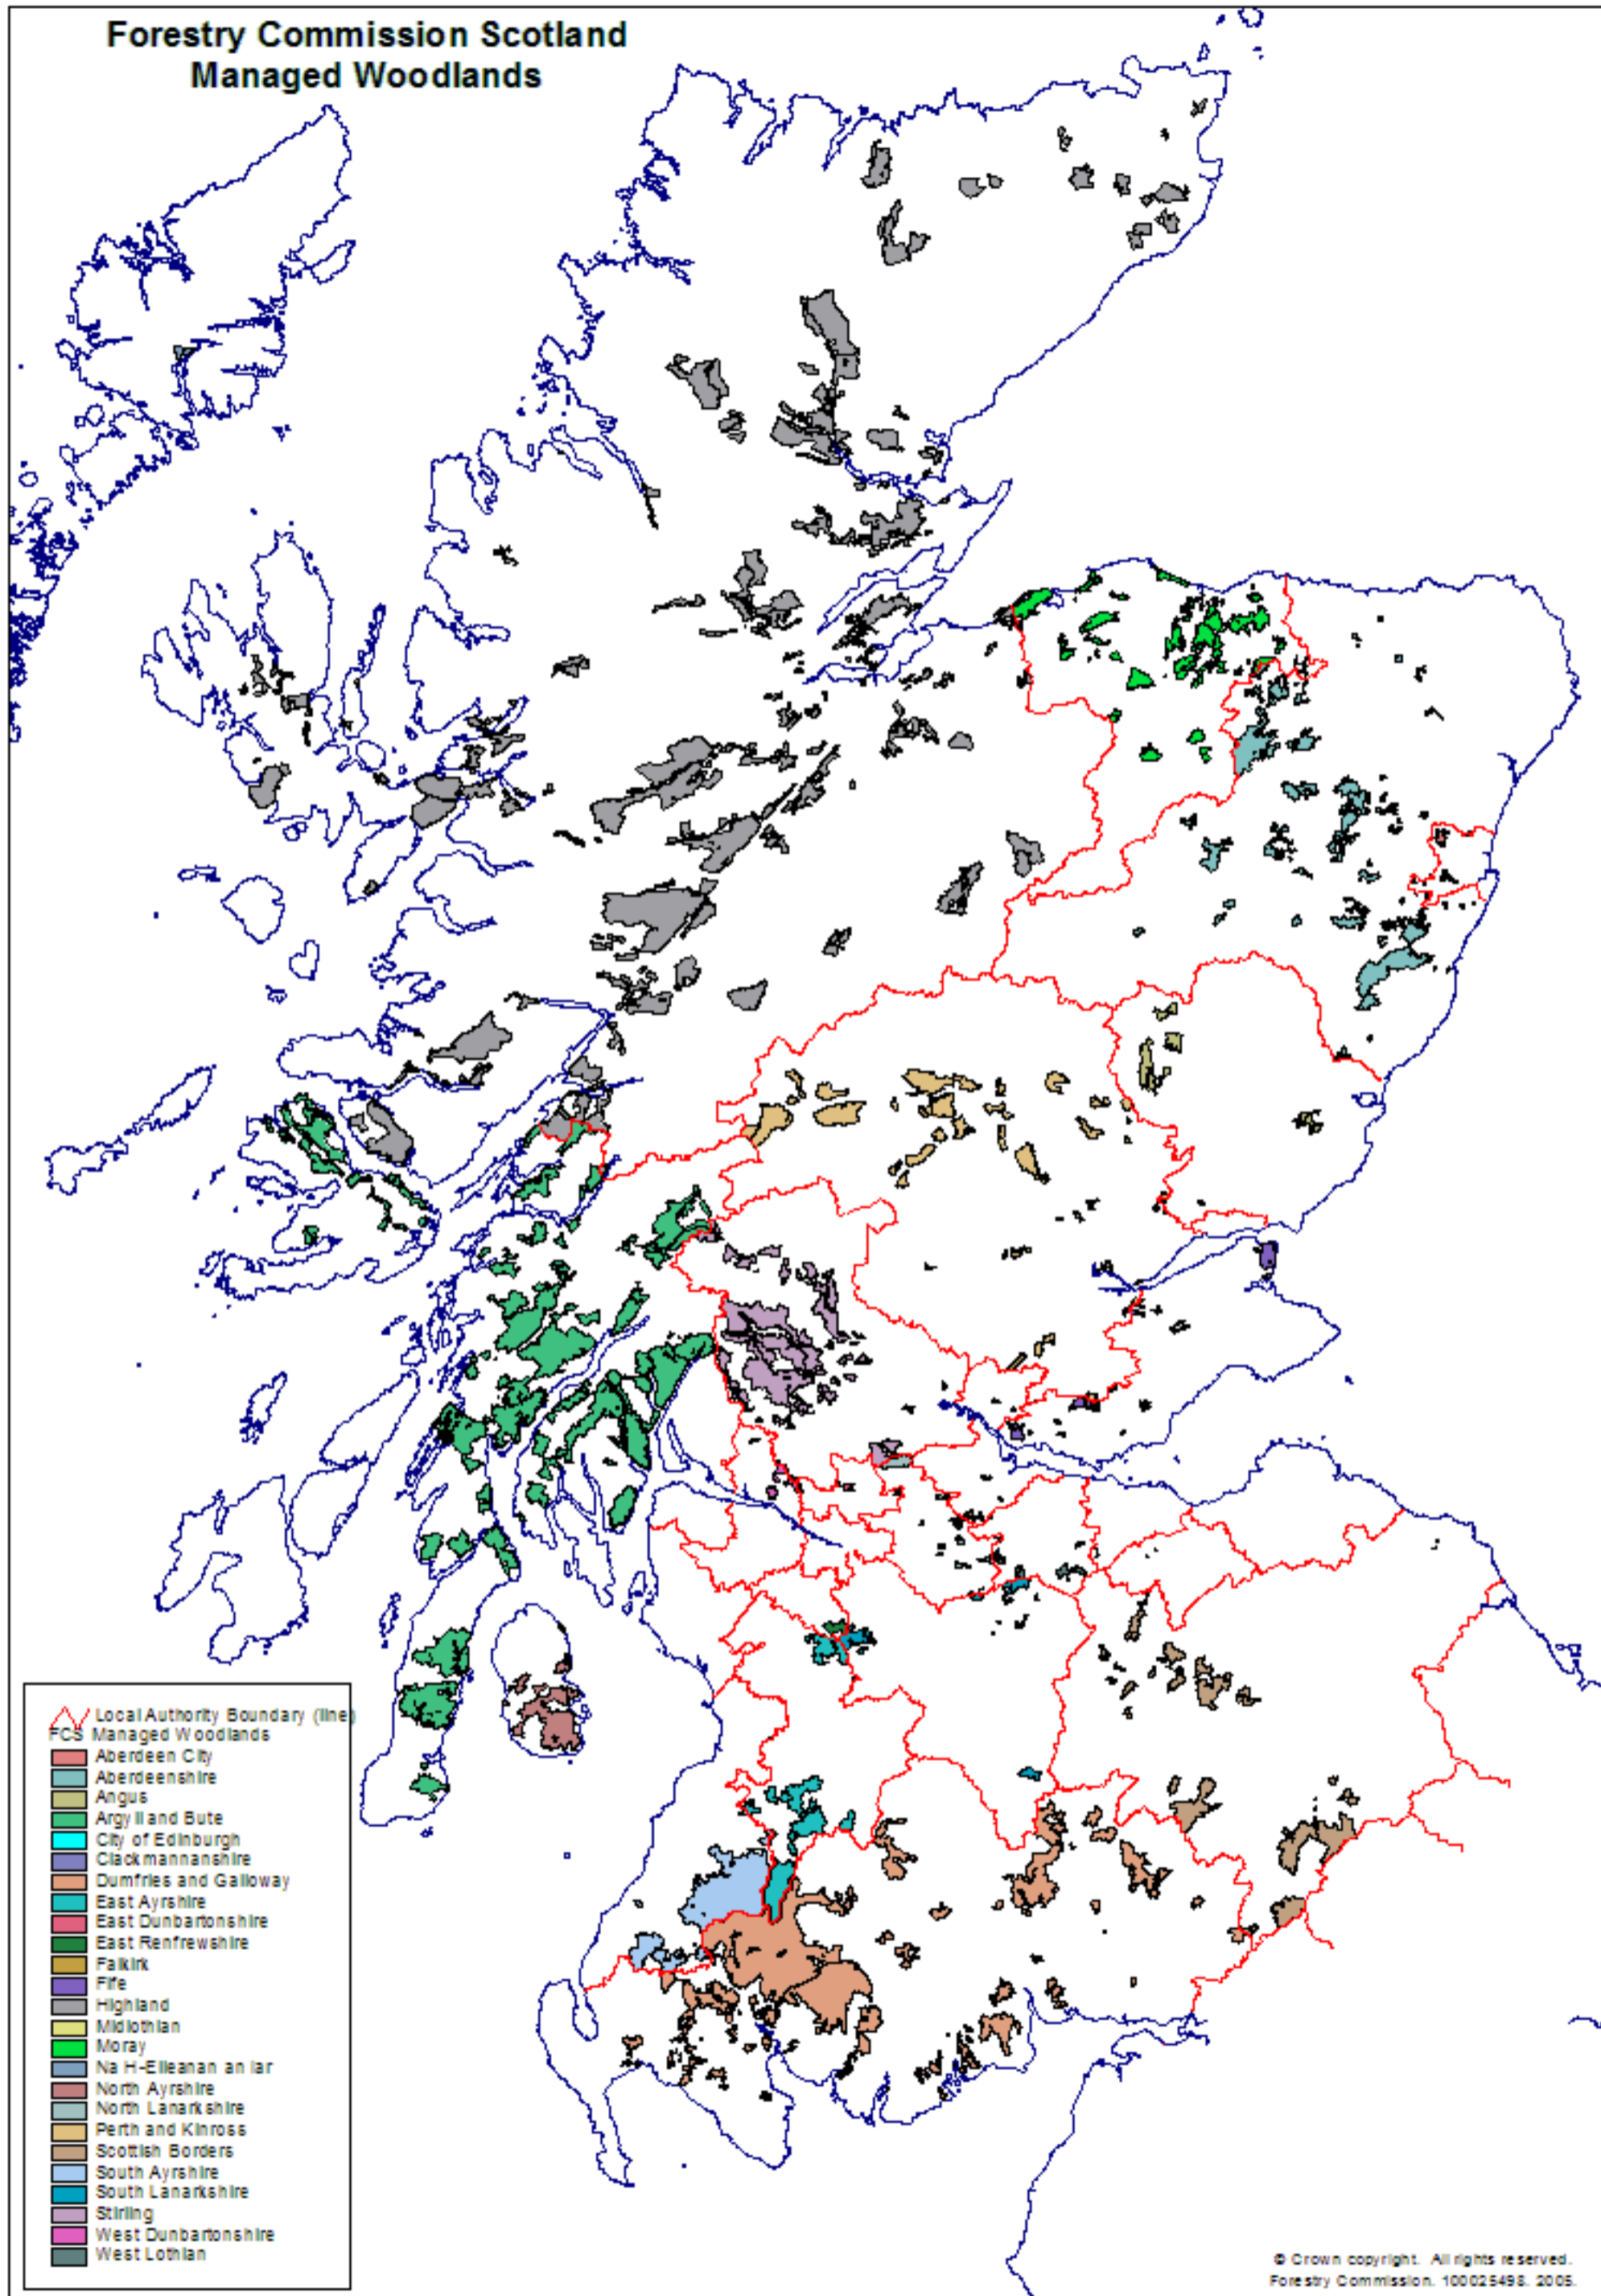 Forestry Commission Scotland
Managed Woodlands
Local Authority Boundary (line)
FCS Managed Woodlands
Aberdeen City
Aberdeenshire
Angus
Argyll and Bute
City of Edinburgh
Clackmannanshire
Dumfries and Galloway
East Ayrshire
East Dunbartonshire
East Renfrewshire
Falkirk
Fife
Highland
Midlothian
Moray
Na H-Eileanan an Iar
North Ayrshire
North Lanarkshire
Perth and Kinross
Scottish Borders
South Ayrshire
South Lanarkshire
Stirling
West Dunbartonshire
West Lothian
© Crown copyright. All rights reserved.
Forestry Commission. 100025498. 2005.